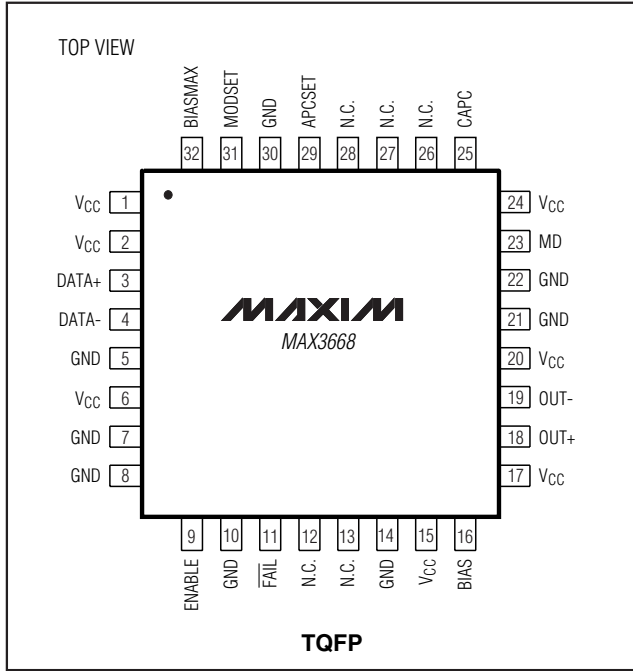 TOP VIEW
BIASMAX MODSET GND APCSET N.C. N.C. N.C. CAPC
32 31 30 29 28 27 26 25
VCC 1 24 VCC
VCC 2 23 MD
DATA+ 3 22 GND
DATA- 4 21 GND
MAXIM
MAX3668
GND 5 20 VCC
VCC 6 19 OUT-
GND 7 18 OUT+
GND 8 17 VCC
9 10 11 12 13 14 15 16
ENABLE GND FAIL N.C. N.C. GND VCC BIAS
TQFP